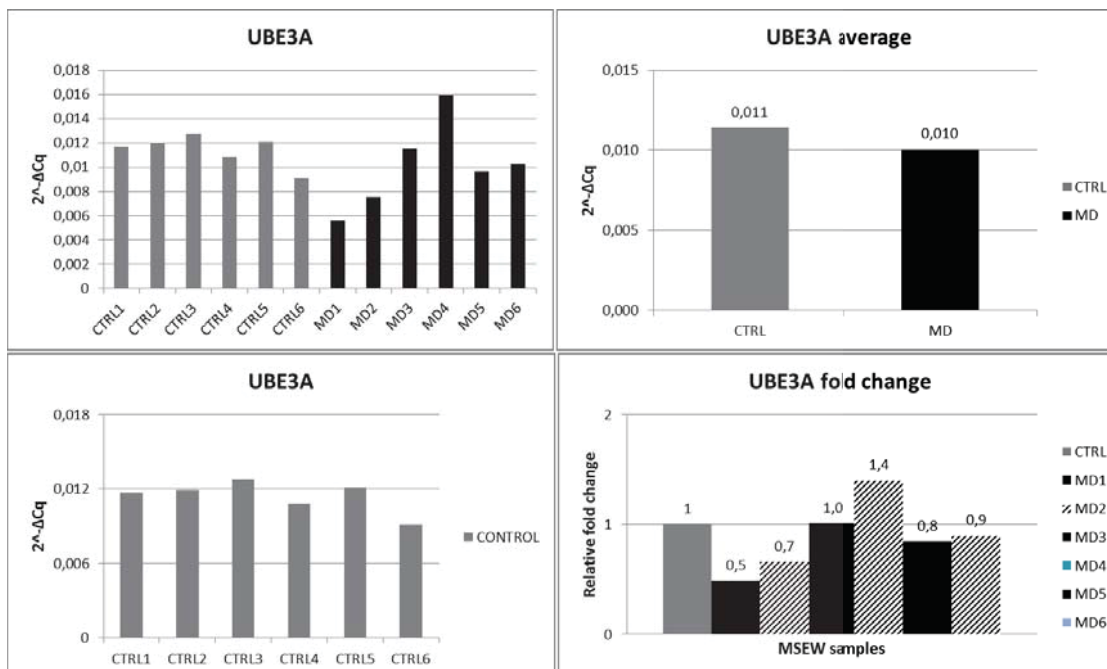 UBE3A
2^-ΔCq
0,018
0,016
0,014
0,012
0,01
0,008
0,006
0,004
0,002
0
CTRL1
CTRL2
CTRL3
CTRL4
CTRL5
CTRL6
MD1
MD2
MD3
MD4
MD5
MD6
UBE3A average
2^-ΔCq
0,015
0,010
0,005
0,000
0,011
0,010
CTRL
MD
CTRL
MD
UBE3A
2^-ΔCq
0,018
0,012
0,006
0
CTRL1
CTRL2
CTRL3
CTRL4
CTRL5
CTRL6
CONTROL
UBE3A fold change
Relative fold change
2
1
0
1
0,5
0,7
1,0
1,4
0,8
0,9
MSEW samples
CTRL
MD1
MD2
MD3
MD4
MD5
MD6